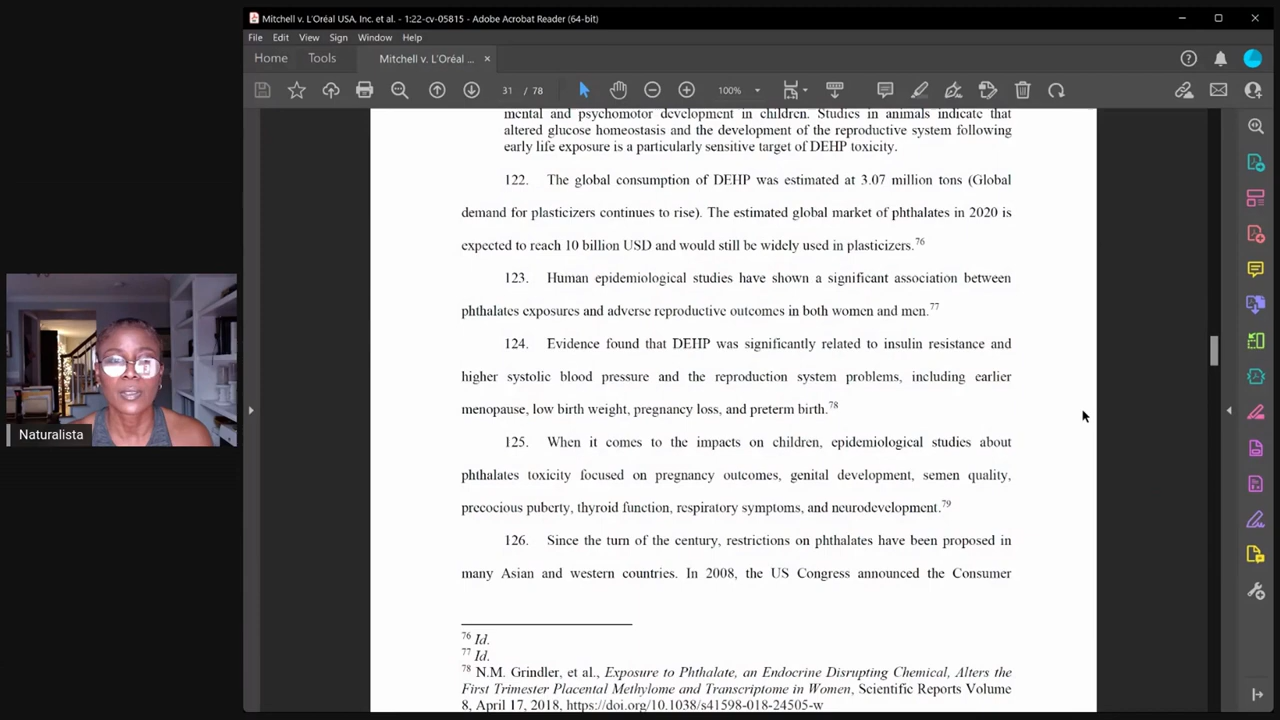 Mitchell v. L'Oréal USA, Inc. et al. - 1:22-cv-05815 - Adobe Acrobat Reader (64-bit)
File Edit View Sign Window Help
Home Tools Mitchell v. L'Oréal ... ×
31 / 78 100%
mental and psychomotor development in children. Studies in animals indicate that
altered glucose homeostasis and the development of the reproductive system following
early life exposure is a particularly sensitive target of DEHP toxicity.
122. The global consumption of DEHP was estimated at 3.07 million tons (Global
demand for plasticizers continues to rise). The estimated global market of phthalates in 2020 is
expected to reach 10 billion USD and would still be widely used in plasticizers.76
123. Human epidemiological studies have shown a significant association between
phthalates exposures and adverse reproductive outcomes in both women and men.77
124. Evidence found that DEHP was significantly related to insulin resistance and
higher systolic blood pressure and the reproduction system problems, including earlier
menopause, low birth weight, pregnancy loss, and preterm birth.78
125. When it comes to the impacts on children, epidemiological studies about
phthalates toxicity focused on pregnancy outcomes, genital development, semen quality,
precocious puberty, thyroid function, respiratory symptoms, and neurodevelopment.79
126. Since the turn of the century, restrictions on phthalates have been proposed in
many Asian and western countries. In 2008, the US Congress announced the Consumer
76 Id.
77 Id.
78 N.M. Grindler, et al., Exposure to Phthalate, an Endocrine Disrupting Chemical, Alters the
First Trimester Placental Methylome and Transcriptome in Women, Scientific Reports Volume
8, April 17, 2018, https://doi.org/10.1038/s41598-018-24505-w
Naturalista